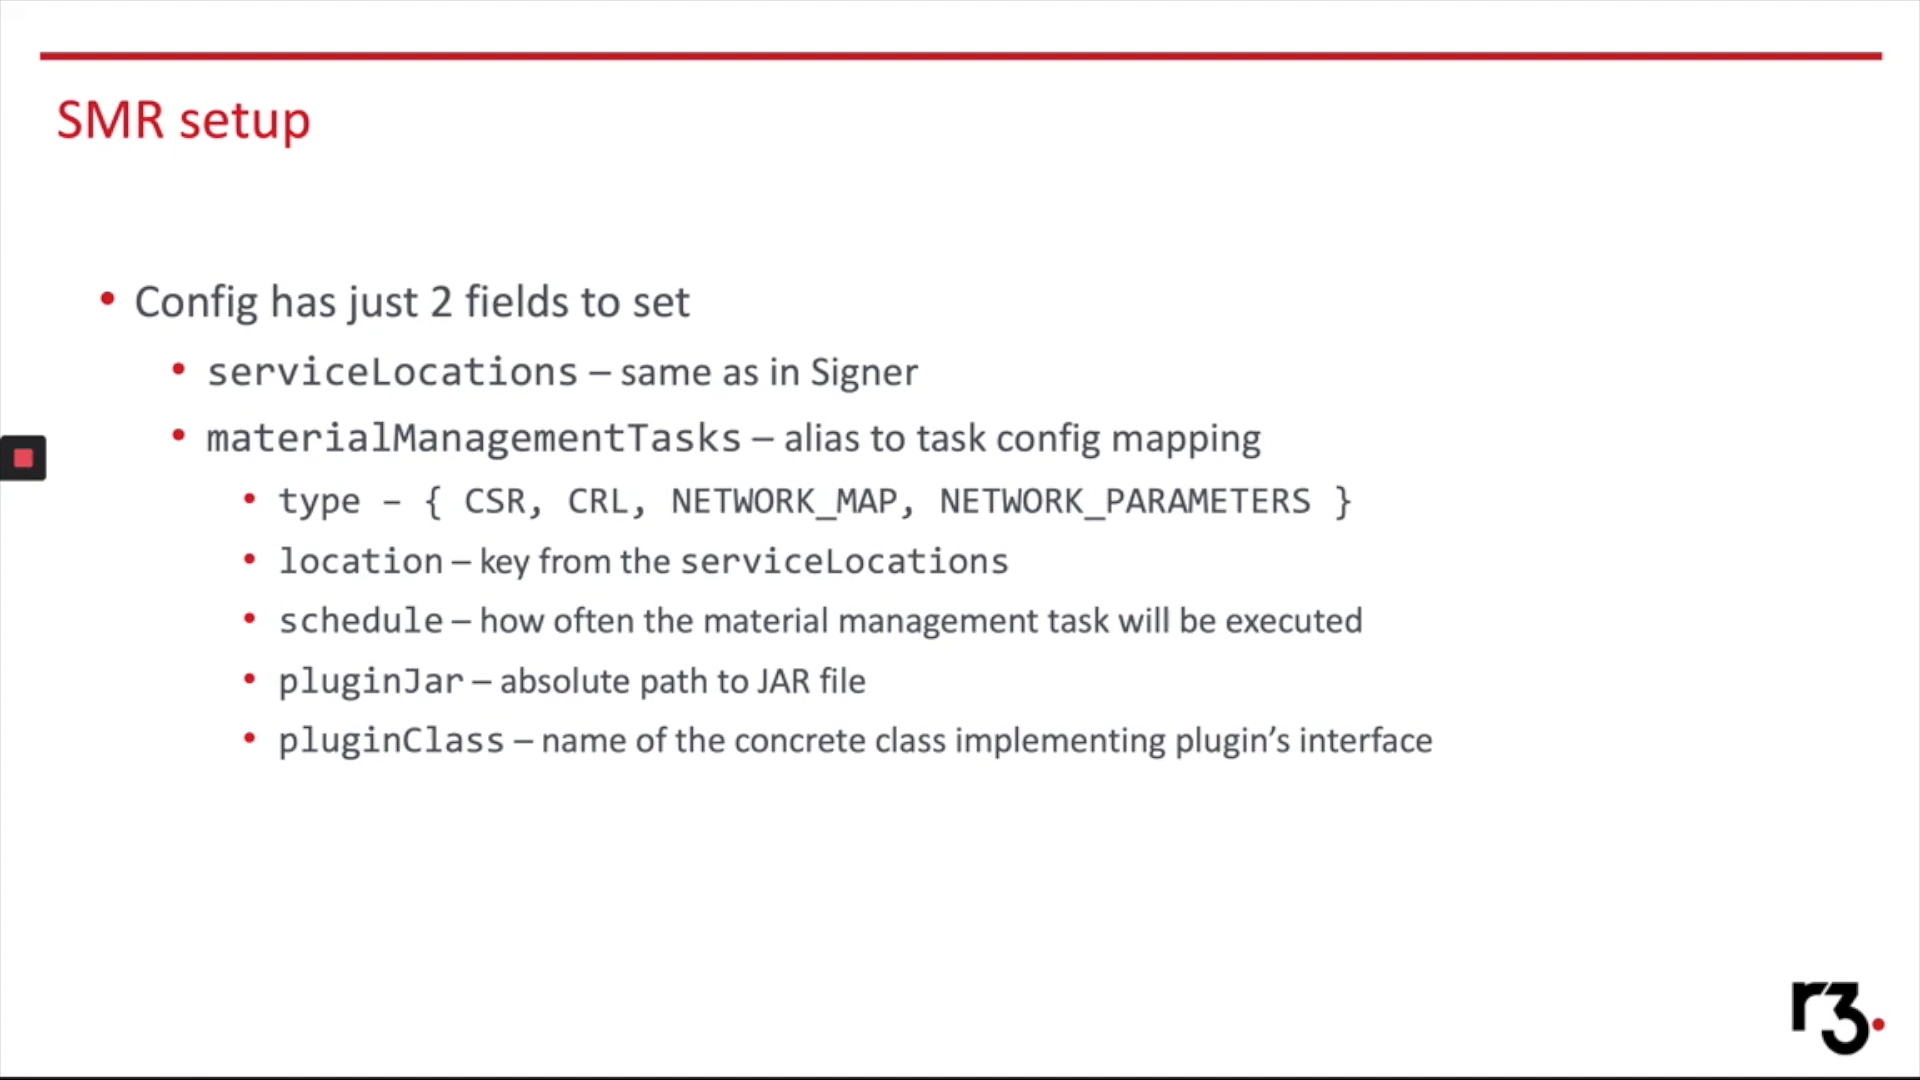 SMR setup
• Config has just 2 fields to set
• serviceLocations – same as in Signer
• materialManagementTasks – alias to task config mapping
• type – { CSR, CRL, NETWORK_MAP, NETWORK_PARAMETERS }
• location – key from the serviceLocations
• schedule – how often the material management task will be executed
• pluginJar – absolute path to JAR file
• pluginClass – name of the concrete class implementing plugin’s interface
r3.